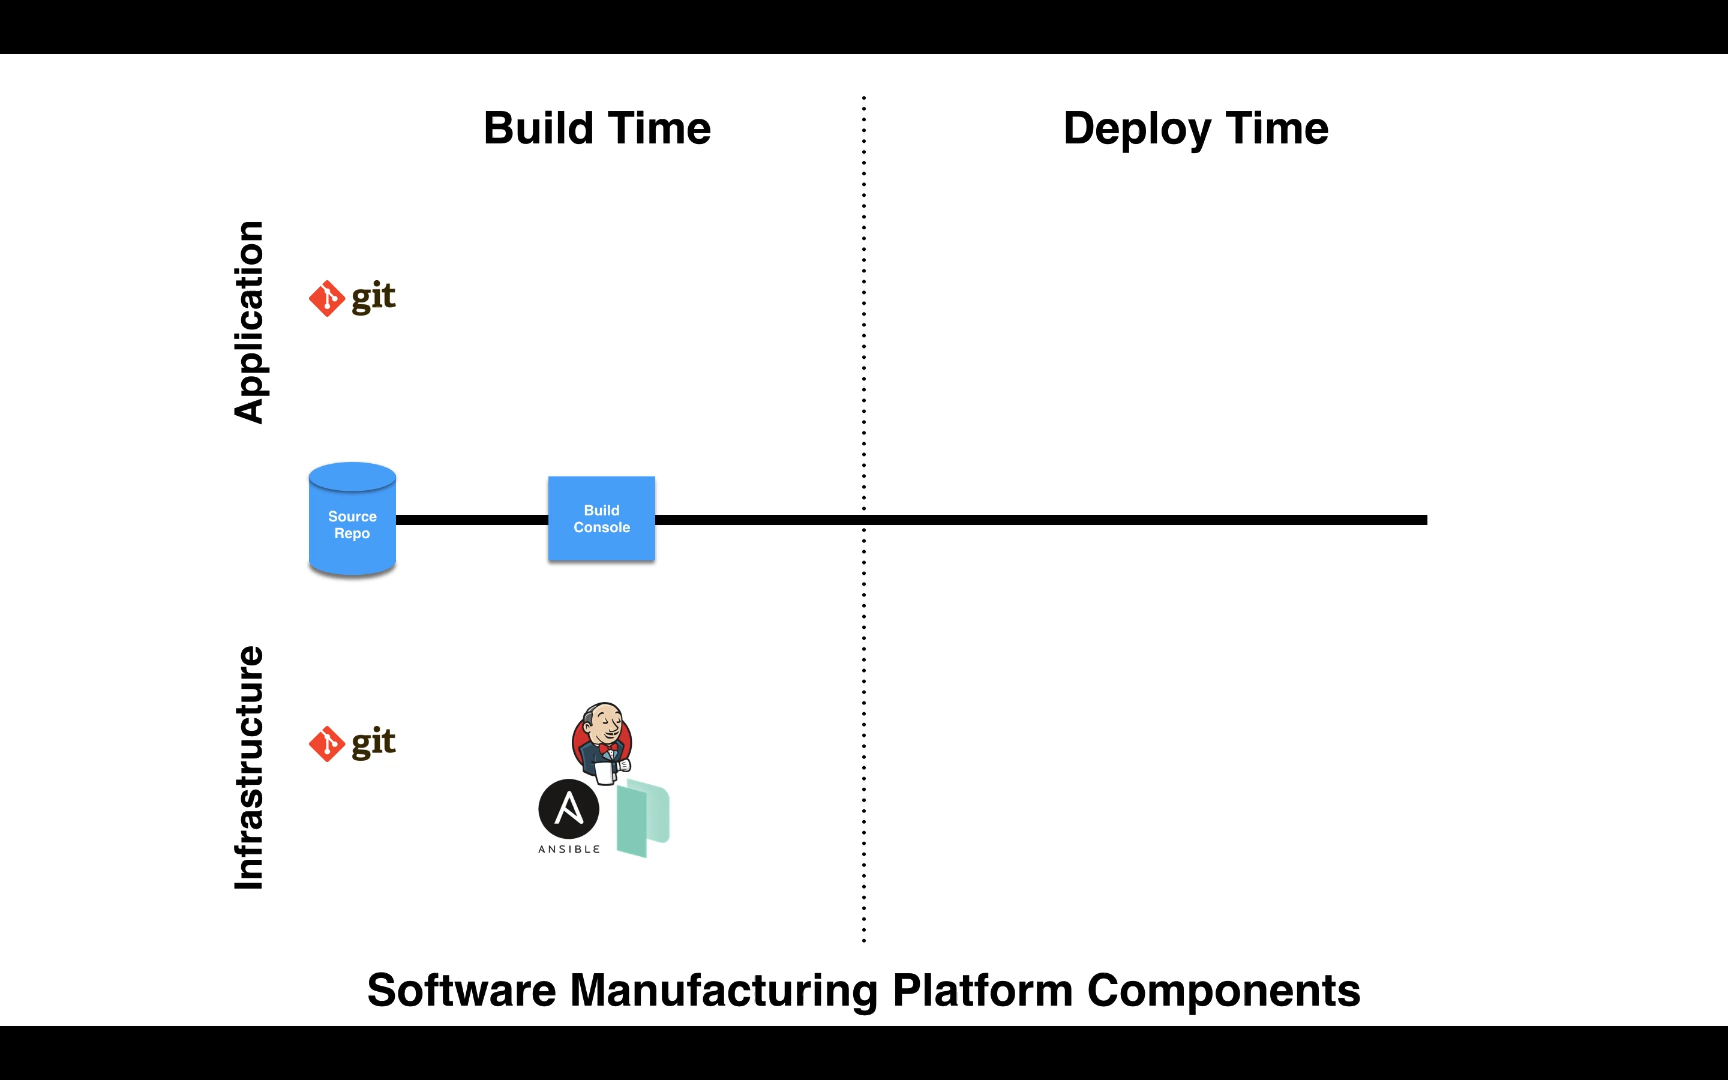 Build Time
Deploy Time
Application
git
Source
Repo
Build
Console
Infrastructure
git
ANSIBLE
Software Manufacturing Platform Components